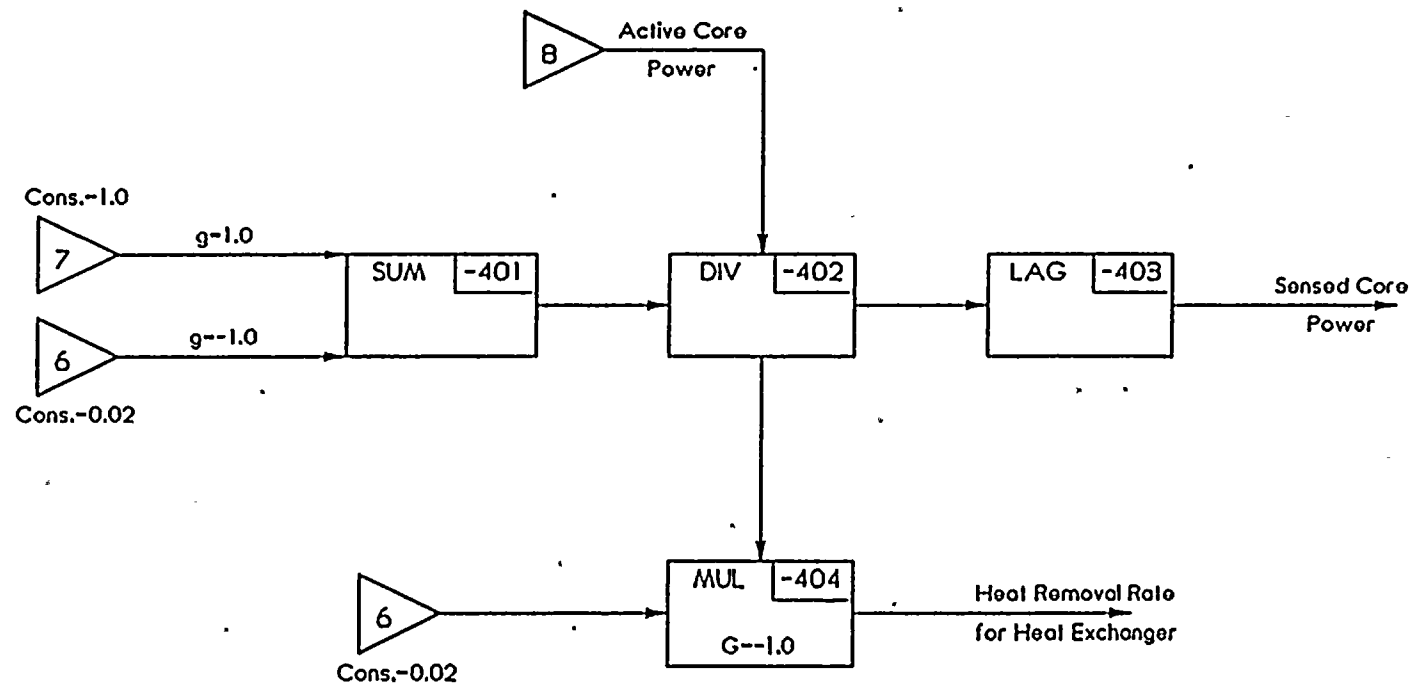 8
Active Core
Power
Cons.-1.0
7
g-1.0
SUM
-401
DIV
-402
LAG
-403
Sensed Core
Power
6
g--1.0
Cons.-0.02
MUL
-404
G--1.0
6
Cons.-0.02
Heat Removal Rate
for Heat Exchanger